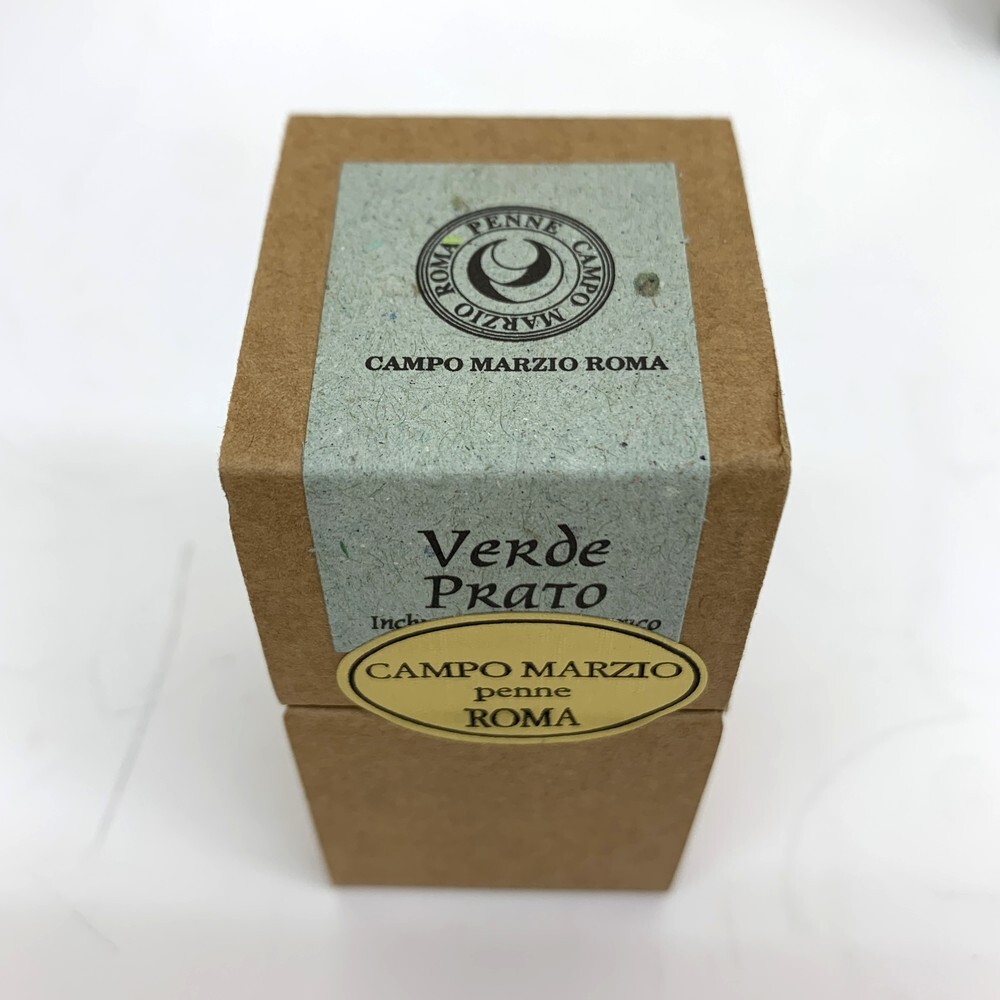 PENNE CAMPO MARZIO ROMA
CAMPO MARZIO ROMA
Verde
Prato
CAMPO MARZIO
penne
ROMA